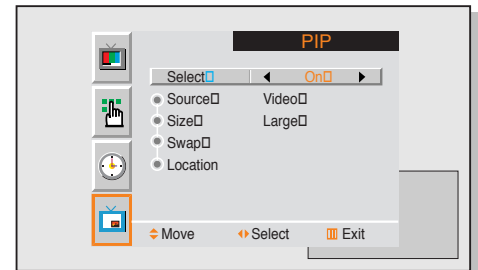 PIP
Select On
Source Video
Size Large
Swap
Location
Move Select Exit